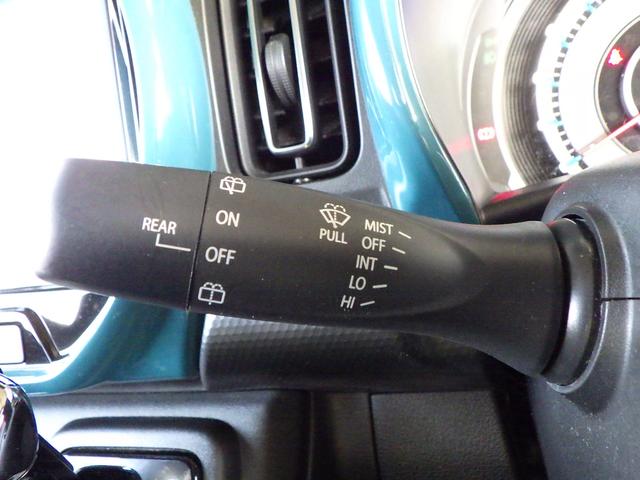 REAR
ON
OFF
PULL
MIST
OFF
INT
LO
HI